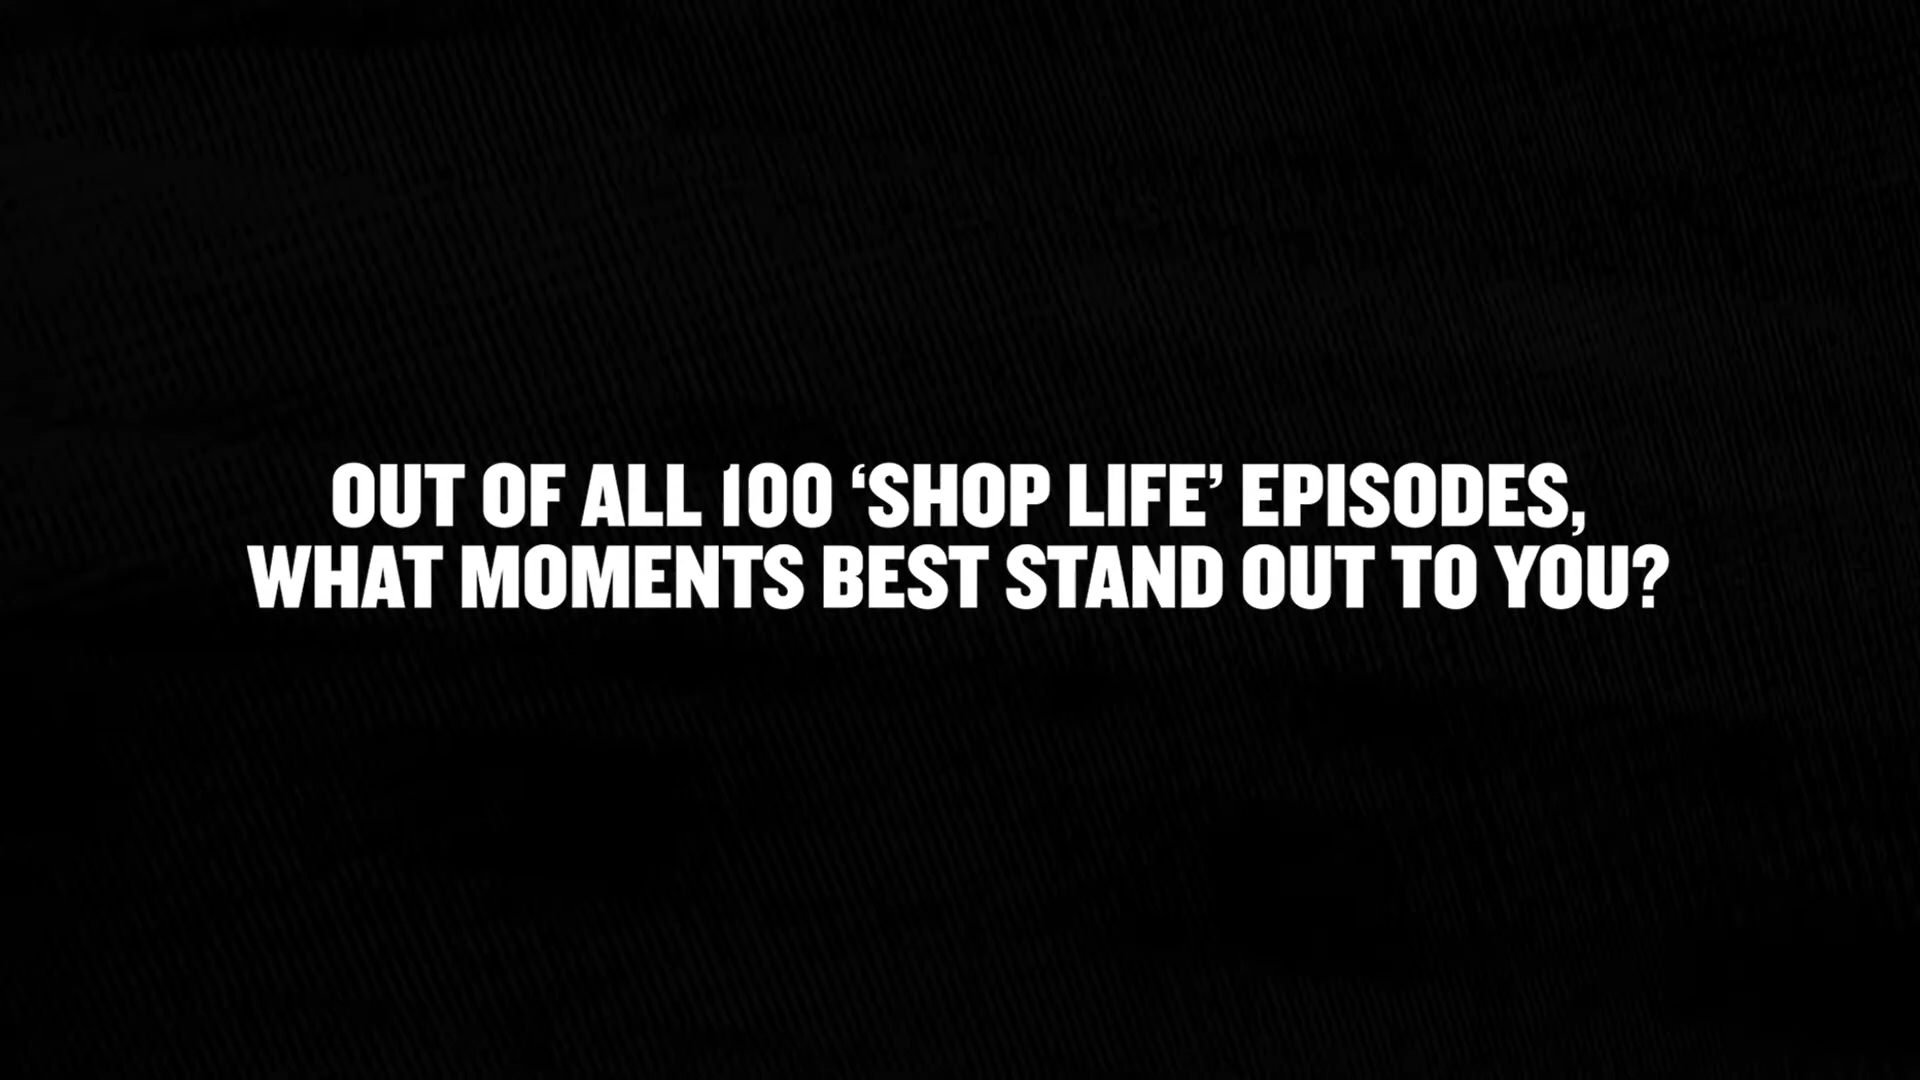 OUT OF ALL 100 ‘SHOP LIFE’ EPISODES,
WHAT MOMENTS BEST STAND OUT TO YOU?